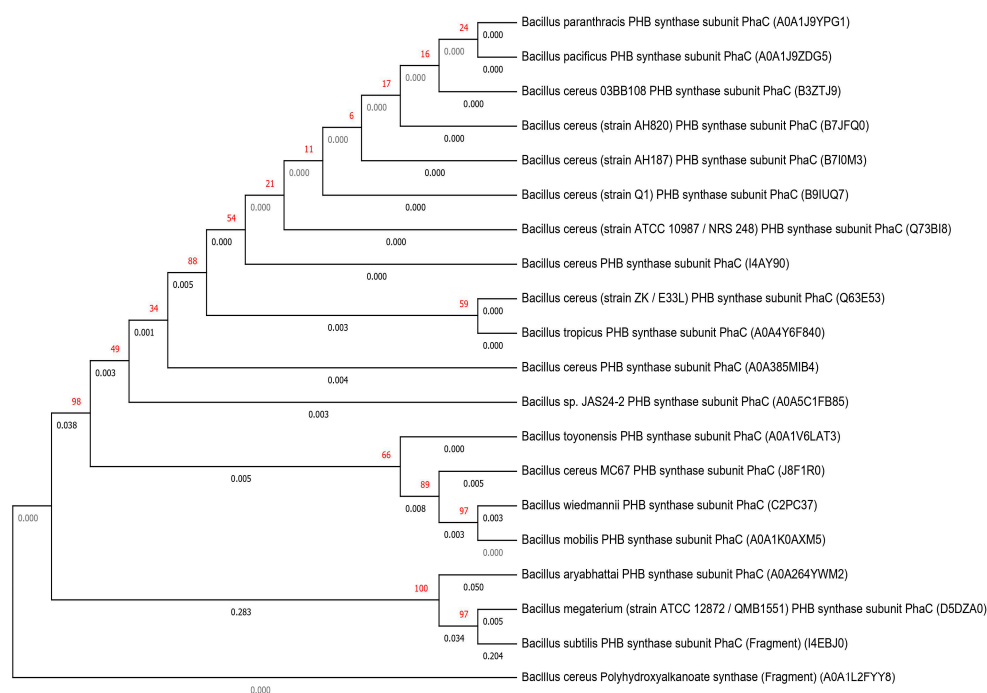 Bacillus paranthracis PHB synthase subunit PhaC (A0A1J9YPG1)
24
0.000
0.000
Bacillus pacificus PHB synthase subunit PhaC (A0A1J9ZDG5)
16
0.000
0.000
Bacillus cereus 03BB108 PHB synthase subunit PhaC (B3ZTJ9)
17
0.000
0.000
Bacillus cereus (strain AH820) PHB synthase subunit PhaC (B7JFQ0)
6
0.000
0.000
Bacillus cereus (strain AH187) PHB synthase subunit PhaC (B7I0M3)
11
0.000
0.000
Bacillus cereus (strain Q1) PHB synthase subunit PhaC (B9IUQ7)
21
0.000
0.000
Bacillus cereus (strain ATCC 10987 / NRS 248) PHB synthase subunit PhaC (Q73BI8)
54
0.000
0.000
Bacillus cereus PHB synthase subunit PhaC (I4AY90)
88
0.000
0.000
Bacillus cereus (strain ZK / E33L) PHB synthase subunit PhaC (Q63E53)
59
0.005
0.000
0.003
Bacillus tropicus PHB synthase subunit PhaC (A0A4Y6F840)
34
0.001
0.000
Bacillus cereus PHB synthase subunit PhaC (A0A385MIB4)
49
0.003
0.004
Bacillus sp. JAS24-2 PHB synthase subunit PhaC (A0A5C1FB85)
98
0.038
0.003
Bacillus toyonensis PHB synthase subunit PhaC (A0A1V6LAT3)
66
0.000
0.005
Bacillus cereus MC67 PHB synthase subunit PhaC (J8F1R0)
89
0.005
0.008
Bacillus wiedmannii PHB synthase subunit PhaC (C2PC37)
97
0.003
0.003
0.000
Bacillus mobilis PHB synthase subunit PhaC (A0A1K0AXM5)
0.000
Bacillus aryabhattai PHB synthase subunit PhaC (A0A264YWM2)
100
0.050
0.283
Bacillus megaterium (strain ATCC 12872 / QMB1551) PHB synthase subunit PhaC (D5DZA0)
97
0.005
0.034
Bacillus subtilis PHB synthase subunit PhaC (Fragment) (I4EBJ0)
0.204
Bacillus cereus Polyhydroxyalkanoate synthase (Fragment) (A0A1L2FYY8)
0.000